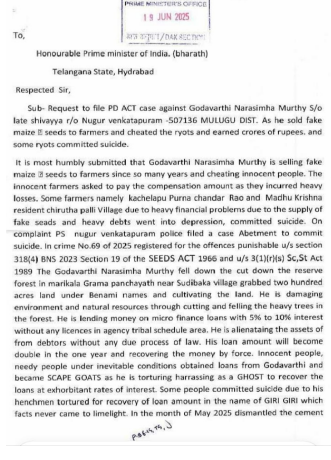 PRIME MINISTER'S OFFICE
19 JUN 2025
To,
Honourable Prime minister of India. (bharath)
Telangana State, Hydrabad
Respected Sir,
Sub- Request to file PD ACT case against Godavarthi Narasimha Murthy S/o
late shivayya r/o Nugur venkatapuram -507136 MULUGU DIST. As he sold fake
maize seeds to farmers and cheated the ryots and earned crores of rupees. and
some ryots committed suicide.
It is most humbly submitted that Godavarthi Narasimha Murthy is selling fake
maize seeds to farmers since so many years and cheating innocent people. The
innocent farmers asked to pay the compensation amount as they incurred heavy
losses. Some farmers namely kachelapu Purna chandar Rao and Madhu Krishna
resident chirutha palli Village due to heavy financial problems due to the supply of
fake seads and heavy debts went into depression, committed suicide. On
complaint PS nugur venkatapuram police filed a case Abetment to commit
suicide. In crime No.69 of 2025 registered for the offences punishable u/s section
318(4) BNS 2023 Section 19 of the SEEDS ACT 1966 and u/s 3(1)(r)(s) Sc,St Act
1989 The Godavarthi Narasimha Murthy fell down the cut down the reserve
forest in marikala Grama panchayath near Sudibaka village grabbed two hundred
acres land under Benami names and cultivating the land. He is damaging
environment and natural resources through cutting and felling the heavy trees in
the forest. He is lending money on micro finance loans with 5% to 10% interest
without any licences in agency tribal schedule area. He is alienataing the assets of
from debtors without any due process of law. His loan amount will become
double in the one year and recovering the money by force. Innocent people,
needy people under inevitable conditions obtained loans from Godavarthi and
became SCAPE GOATS as he is torturing harrassing as a GHOST to recover the
loans at exhorbitant rates of interest. Some people committed suicide due to his
henchmen tortured for recovery of loan amount in the name of GIRI GIRI which
facts never came to limelight. In the month of May 2025 dismantled the cement